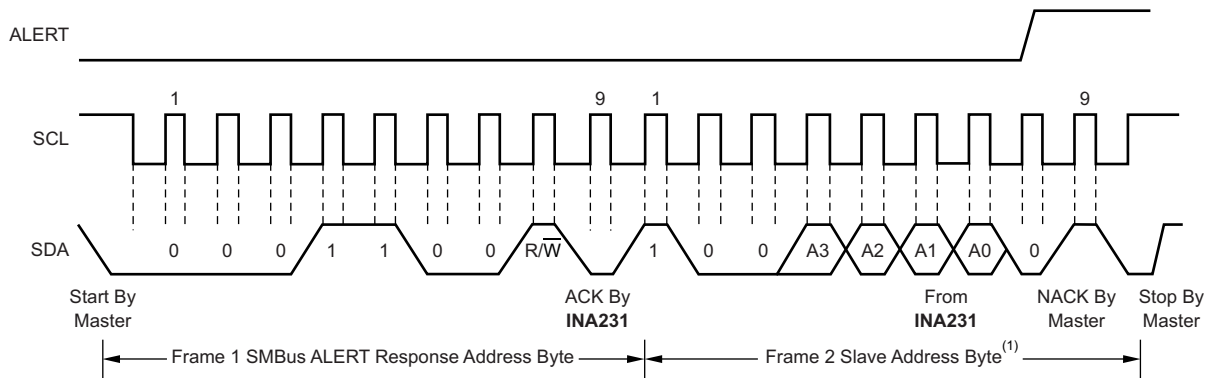 ALERT
1 9 1 9
SCL
SDA 0 0 0 1 1 0 0 R/W̅ 1 0 0 A3 A2 A1 A0 0
Start By Master
ACK By INA231
From INA231
NACK By Master
Stop By Master
Frame 1 SMBus ALERT Response Address Byte
Frame 2 Slave Address Byte(1)